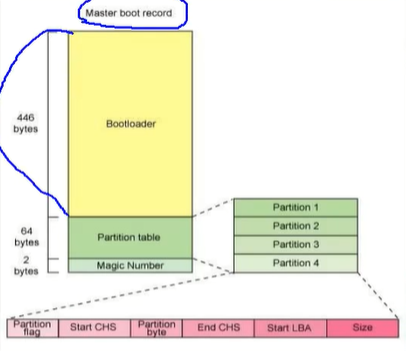 Master boot record
446
bytes
Bootloader
64
bytes
Partition table
2
bytes
Magic Number
Partition 1
Partition 2
Partition 3
Partition 4
Partition
flag
Start CHS
Partition
byte
End CHS
Start LBA
Size